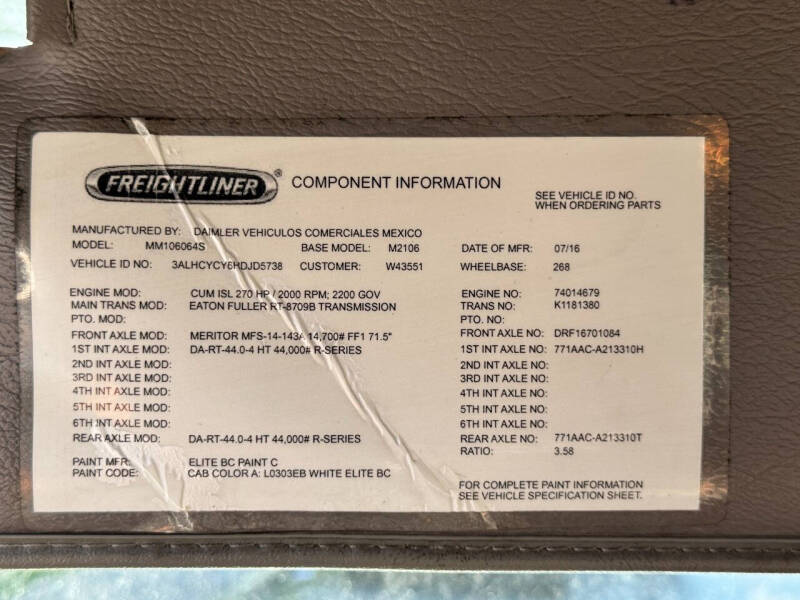 FREIGHTLINER® COMPONENT INFORMATION
SEE VEHICLE ID NO.
WHEN ORDERING PARTS
MANUFACTURED BY: DAIMLER VEHICULOS COMERCIALES MEXICO
MODEL: MM106064S BASE MODEL: M2106 DATE OF MFR: 07/16
VEHICLE ID NO: 3ALHCYCY6HDJD5738 CUSTOMER: W43551 WHEELBASE: 268
ENGINE MOD: CUM ISL 270 HP / 2000 RPM; 2200 GOV ENGINE NO: 74014679
MAIN TRANS MOD: EATON FULLER RT-8709B TRANSMISSION TRANS NO: K1181380
PTO. MOD: PTO. NO:
FRONT AXLE MOD: MERITOR MFS-14-143A 14,700# FF1 71.5" FRONT AXLE NO: DRF16701084
1ST INT AXLE MOD: DA-RT-44.0-4 HT 44,000# R-SERIES 1ST INT AXLE NO: 771AAC-A213310H
2ND INT AXLE MOD: 2ND INT AXLE NO:
3RD INT AXLE MOD: 3RD INT AXLE NO:
4TH INT AXLE MOD: 4TH INT AXLE NO:
5TH INT AXLE MOD: 5TH INT AXLE NO:
6TH INT AXLE MOD: 6TH INT AXLE NO:
REAR AXLE MOD: DA-RT-44.0-4 HT 44,000# R-SERIES REAR AXLE NO: 771AAC-A213310T
RATIO: 3.58
PAINT MFR: ELITE BC PAINT C
PAINT CODE: CAB COLOR A: L0303EB WHITE ELITE BC
FOR COMPLETE PAINT INFORMATION
SEE VEHICLE SPECIFICATION SHEET.